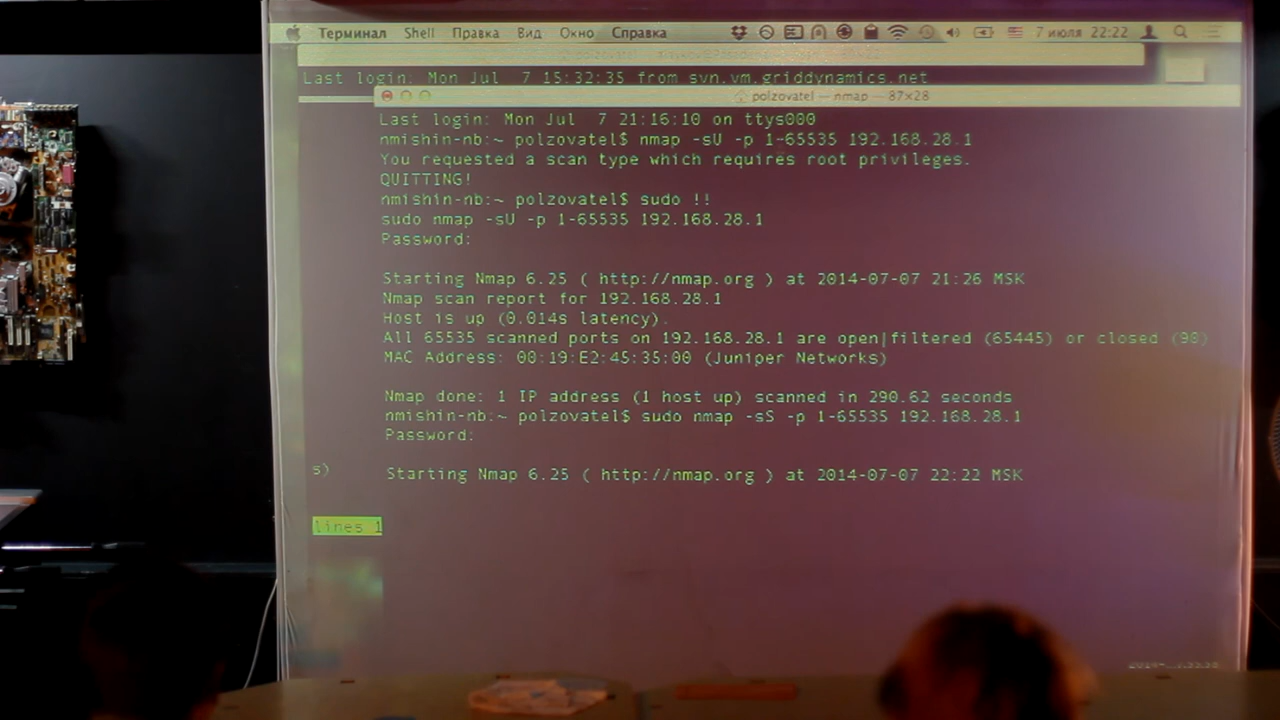 Терминал Shell Правка Вид Окно Справка 7 июля 22:22
Last login: Mon Jul 7 15:32:35 from svn.vm.griddynamics.net
polzovatel — nmap — 87×28
Last login: Mon Jul 7 21:16:10 on ttys000
nmishin-nb:~ polzovatel$ nmap -sU -p 1-65535 192.168.28.1
You requested a scan type which requires root privileges.
QUITTING!
nmishin-nb:~ polzovatel$ sudo !!
sudo nmap -sU -p 1-65535 192.168.28.1
Password:
Starting Nmap 6.25 ( http://nmap.org ) at 2014-07-07 21:26 MSK
Nmap scan report for 192.168.28.1
Host is up (0.014s latency).
All 65535 scanned ports on 192.168.28.1 are open|filtered (65445) or closed (90)
MAC Address: 00:19:E2:45:35:00 (Juniper Networks)
Nmap done: 1 IP address (1 host up) scanned in 290.62 seconds
nmishin-nb:~ polzovatel$ sudo nmap -sS -p 1-65535 192.168.28.1
Password:
s)
Starting Nmap 6.25 ( http://nmap.org ) at 2014-07-07 22:22 MSK
lines 1